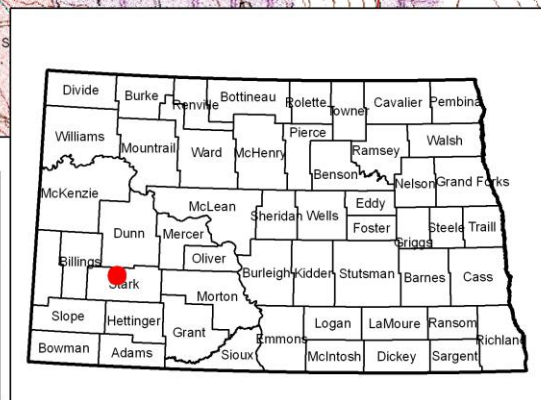 S
Divide Burke Renville Bottineau Rolette Towner Cavalier Pembina
Williams Mountrail Ward McHenry Pierce Benson Ramsey Walsh
McKenzie McLean Sheridan Wells Eddy Nelson Grand Forks
Dunn Mercer Foster Griggs Steele Traill
Billings Oliver Burleigh Kidder Stutsman Barnes Cass
Stark Morton
Slope Hettinger Grant Emmons Logan LaMoure Ransom Richland
Bowman Adams Sioux McIntosh Dickey Sargent